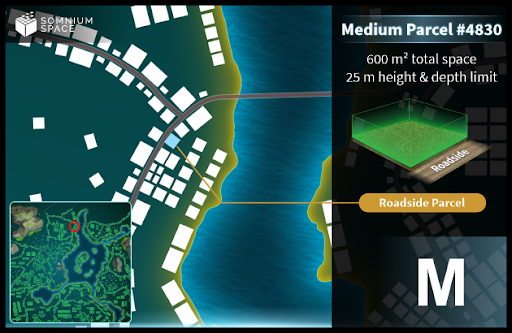 SOMNIUM
SPACE
Medium Parcel #4830
600 m² total space
25 m height & depth limit
Roadside
Roadside Parcel
M